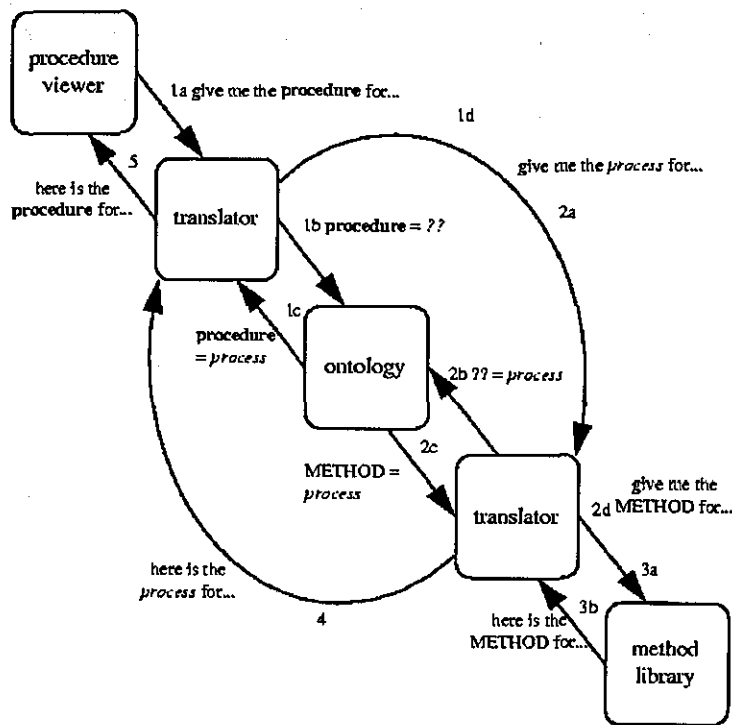 procedure
viewer
1a give me the procedure for...
1d
5
give me the process for...
here is the
procedure for...
translator
2a
1b procedure = ??
1c
procedure
= process
ontology
2b ?? = process
2c
METHOD =
process
translator
give me the
2d METHOD for...
here is the
process for...
3a
4
3b
here is the
METHOD for...
method
library